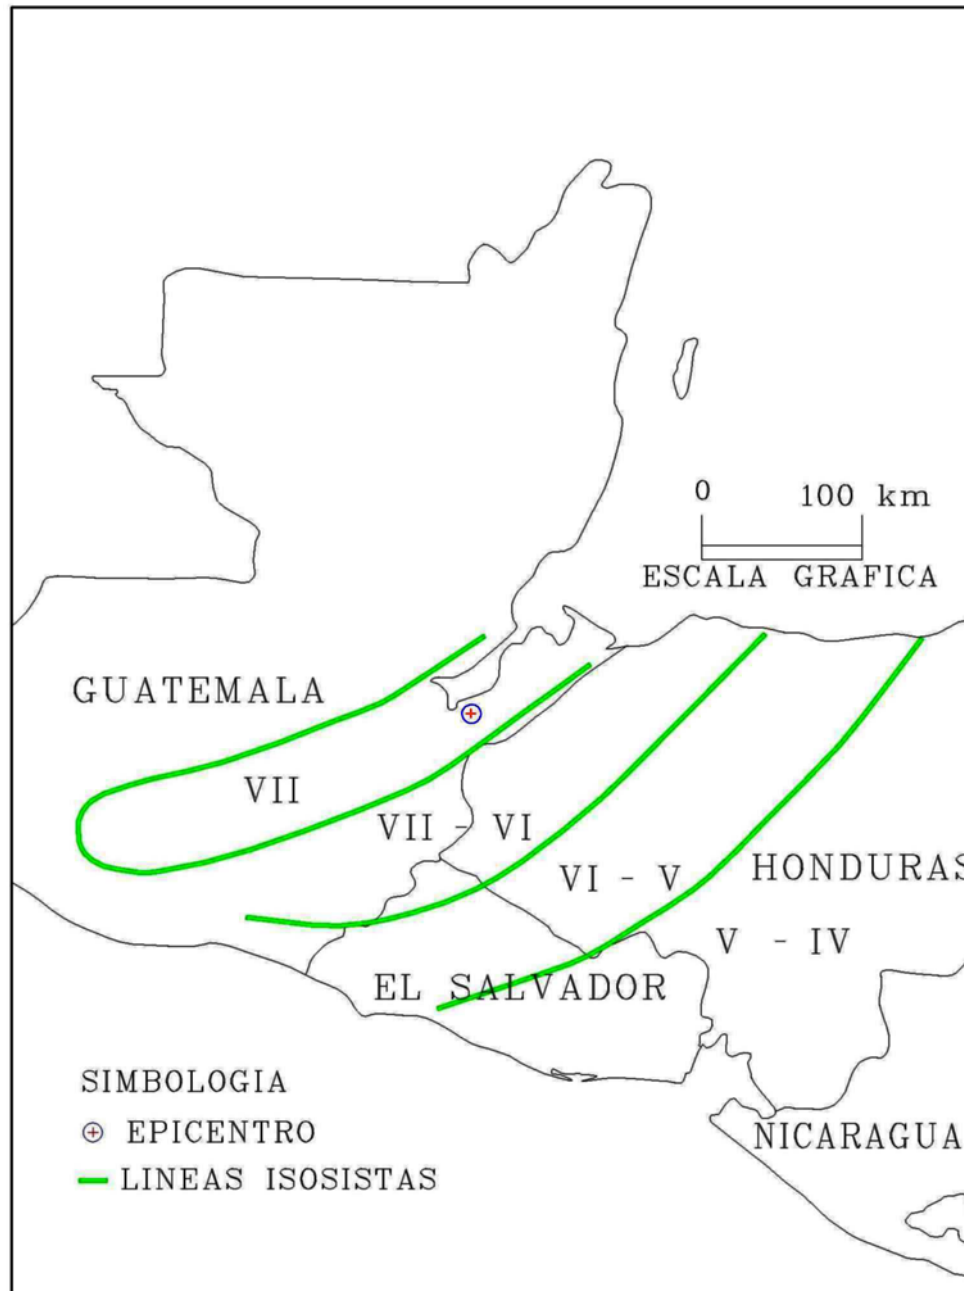 0 100 km
ESCALA GRAFICA
GUATEMALA
VII
VII - VI
VI - V
HONDURAS
V - IV
EL SALVADOR
SIMBOLOGIA
EPICENTRO
NICARAGUA
LINEAS ISOSISTAS